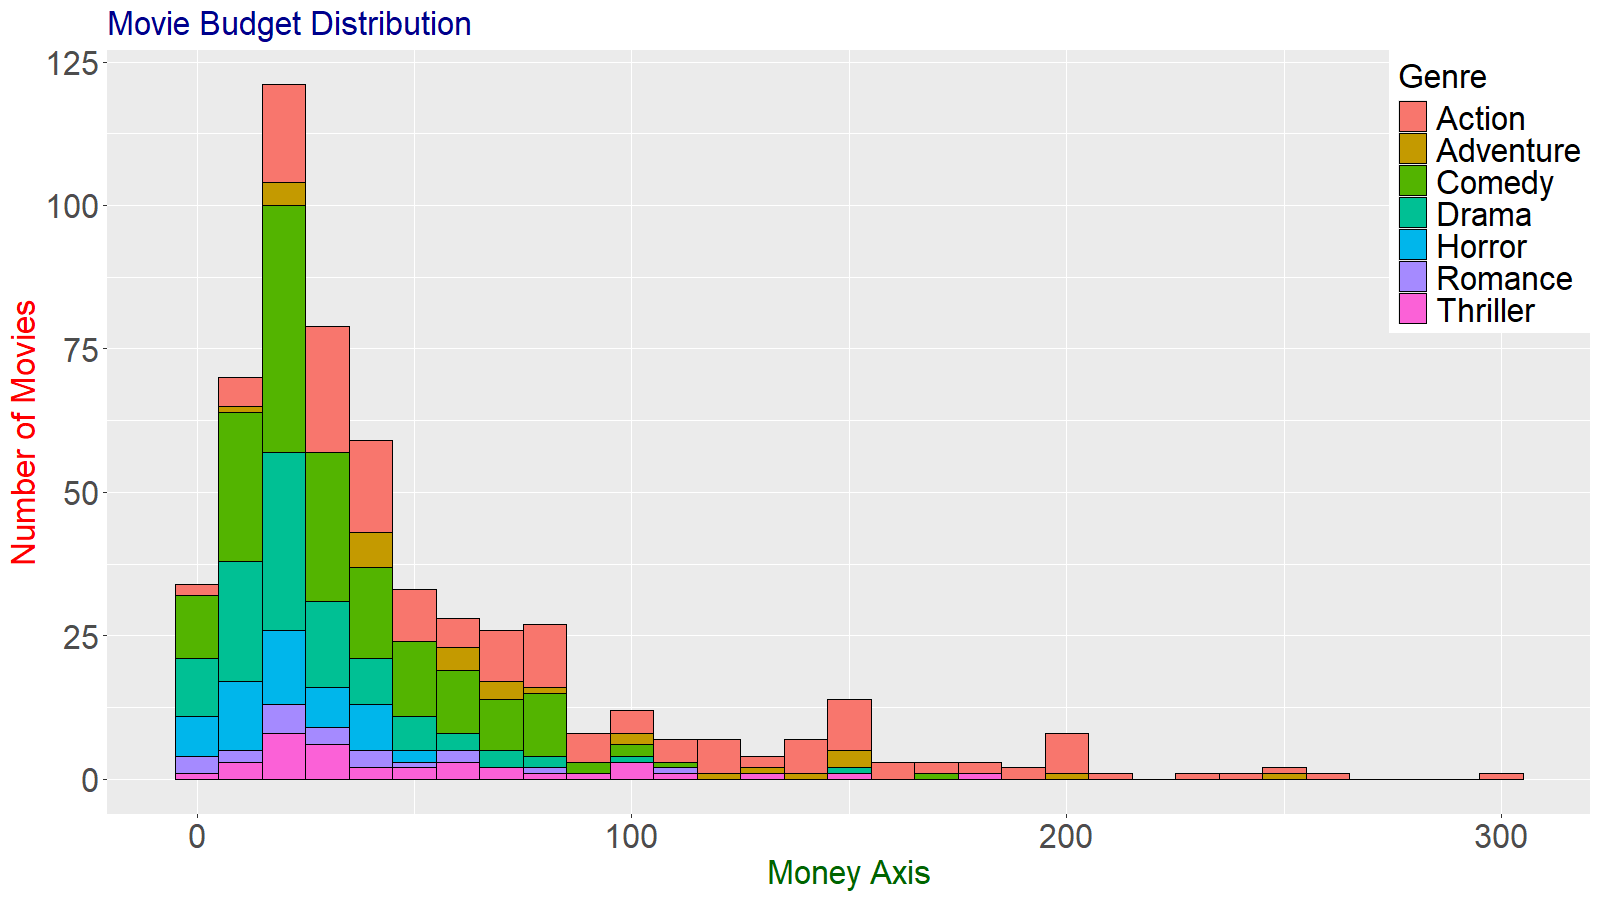 Movie Budget Distribution
Number of Movies
125
100
75
50
25
0
0 100 200 300
Money Axis
Genre
Action
Adventure
Comedy
Drama
Horror
Romance
Thriller